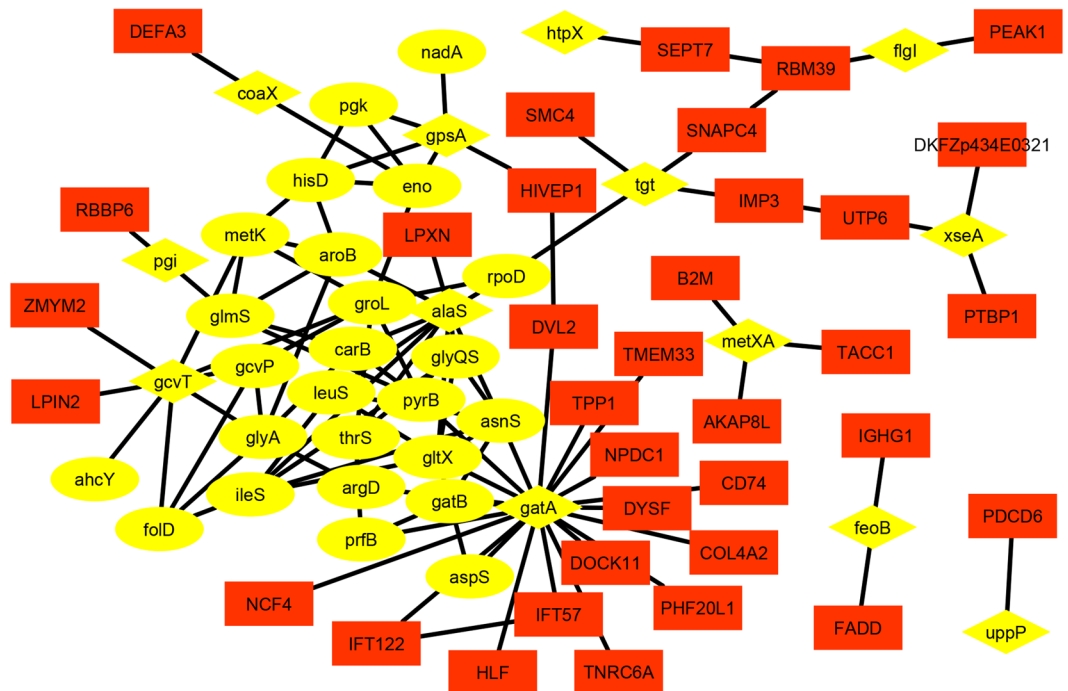 DEFA3
nadA
htpX
SEPT7
flgI
PEAK1
RBM39
coaX
pgk
gpsA
SMC4
SNAPC4
DKFZp434E0321
hisD
eno
HIVEP1
tgt
IMP3
UTP6
xseA
RBBP6
metK
aroB
LPXN
pgi
rpoD
B2M
ZMYM2
glmS
groL
alaS
DVL2
metXA
PTBP1
carB
glyQS
TMEM33
TACC1
gcvT
gcvP
leuS
pyrB
TPP1
LPIN2
AKAP8L
glyA
thrS
asnS
IGHG1
ahcY
gltX
NPDC1
ileS
argD
gatB
gatA
CD74
DYSF
folD
prfB
COL4A2
feoB
PDCD6
aspS
DOCK11
NCF4
PHF20L1
IFT122
IFT57
FADD
uppP
HLF
TNRC6A